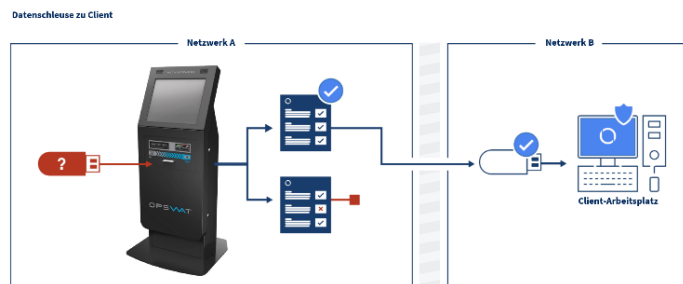 Datenschleuse zu Client
Netzwerk A
Netzwerk B
?
OPSWAT
Client-Arbeitsplatz